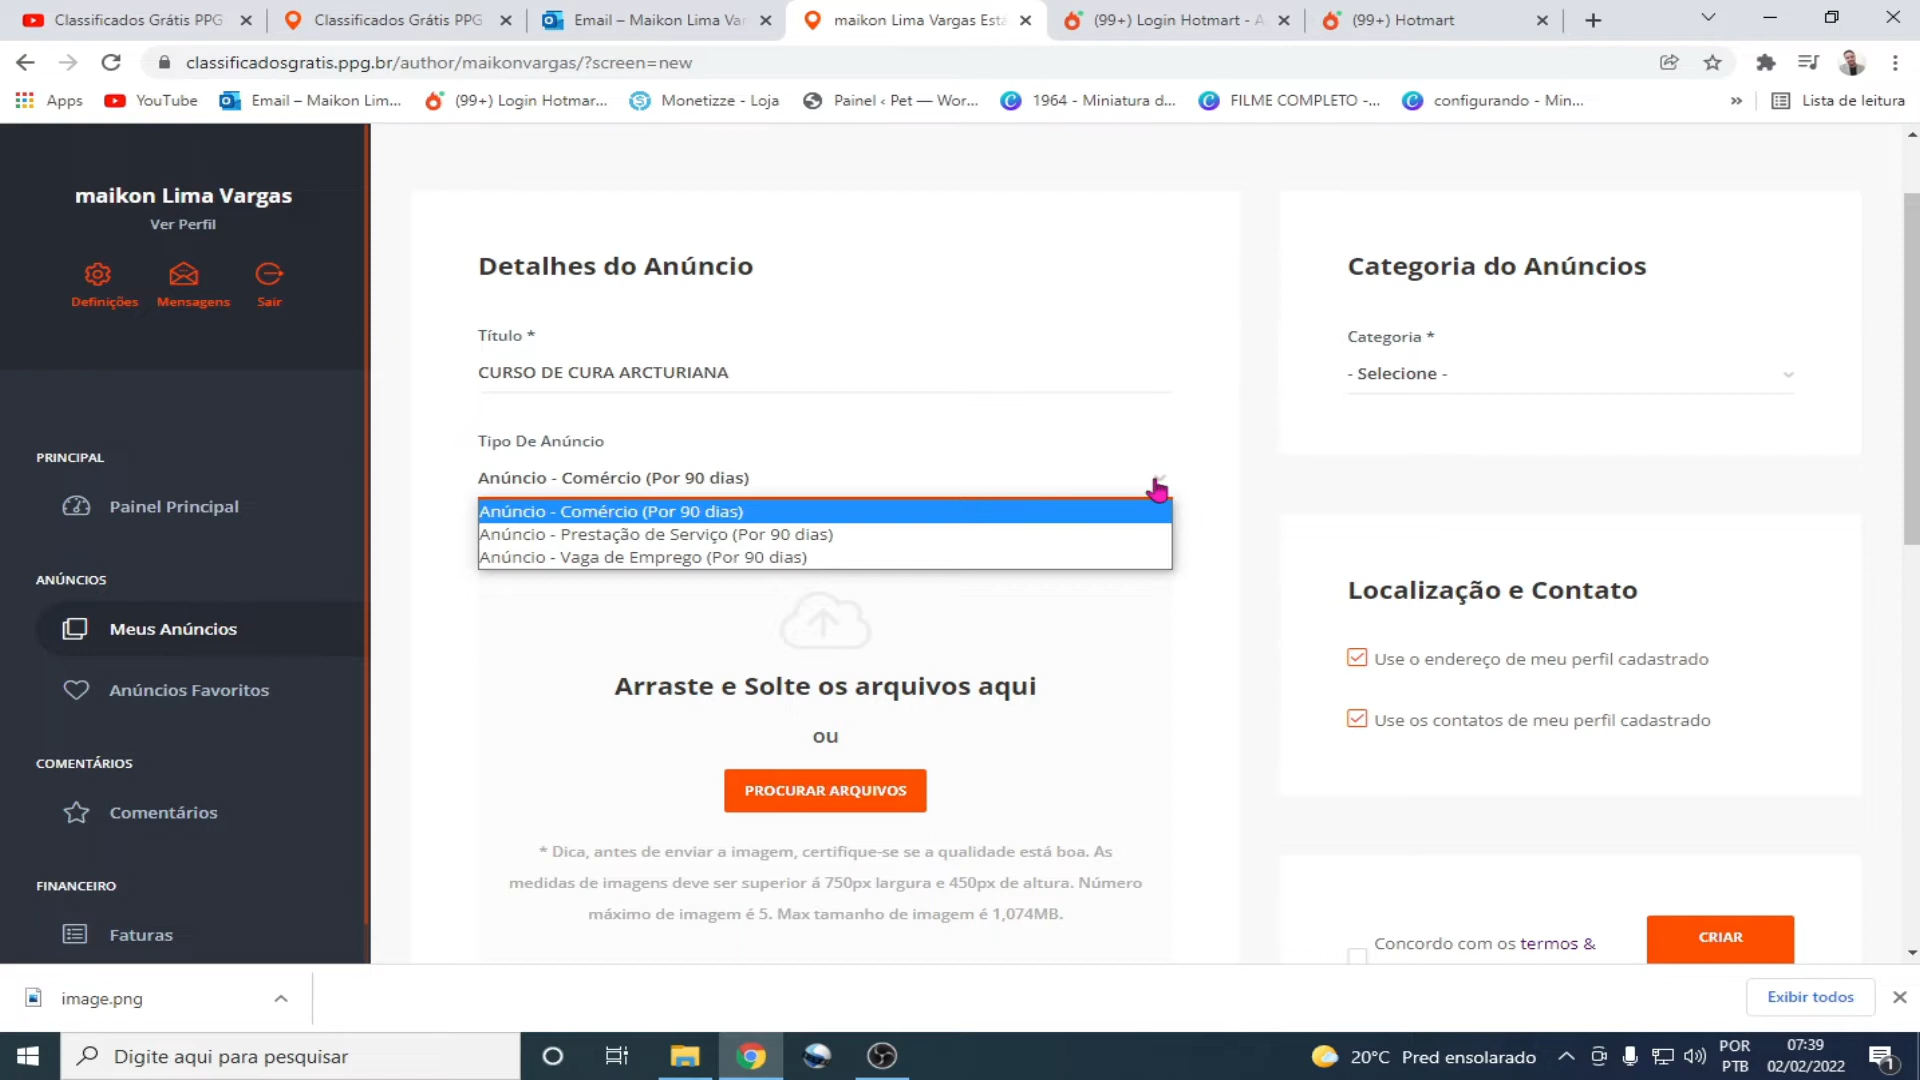 Classificados Grátis PPG
Classificados Grátis PPG
Email – Maikon Lima Var
maikon Lima Vargas Está
(99+) Login Hotmart - A
(99+) Hotmart
classificadosgratis.ppg.br/author/maikonvargas/?screen=new
Apps
YouTube
Email – Maikon Lim...
(99+) Login Hotmar...
Monetizze - Loja
Painel ‹ Pet — Wor...
1964 - Miniatura d...
FILME COMPLETO -...
configurando - Min...
»
Lista de leitura
maikon Lima Vargas
Ver Perfil
Definições
Mensagens
Sair
PRINCIPAL
Painel Principal
ANÚNCIOS
Meus Anúncios
Anúncios Favoritos
COMENTÁRIOS
Comentários
FINANCEIRO
Faturas
Detalhes do Anúncio
Título *
CURSO DE CURA ARCTURIANA
Tipo De Anúncio
Anúncio - Comércio (Por 90 dias)
Anúncio - Comércio (Por 90 dias)
Anúncio - Prestação de Serviço (Por 90 dias)
Anúncio - Vaga de Emprego (Por 90 dias)
Arraste e Solte os arquivos aqui
ou
PROCURAR ARQUIVOS
* Dica, antes de enviar a imagem, certifique-se se a qualidade está boa. As
medidas de imagens deve ser superior á 750px largura e 450px de altura. Número
máximo de imagem é 5. Max tamanho de imagem é 1,074MB.
Categoria do Anúncios
Categoria *
- Selecione -
Localização e Contato
Use o endereço de meu perfil cadastrado
Use os contatos de meu perfil cadastrado
Concordo com os termos &
CRIAR
image.png
Exibir todos
Digite aqui para pesquisar
20°C Pred ensolarado
POR
PTB
07:39
02/02/2022
1